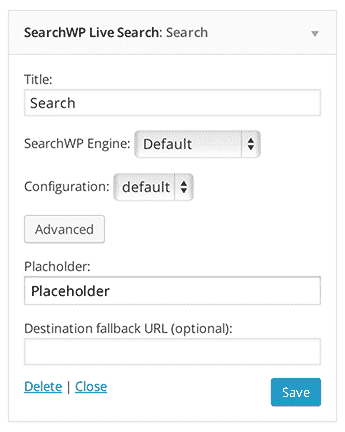 SearchWP Live Search: Search
Title:
Search
SearchWP Engine: Default
Configuration: default
Advanced
Placholder:
Placeholder
Destination fallback URL (optional):
Delete | Close
Save